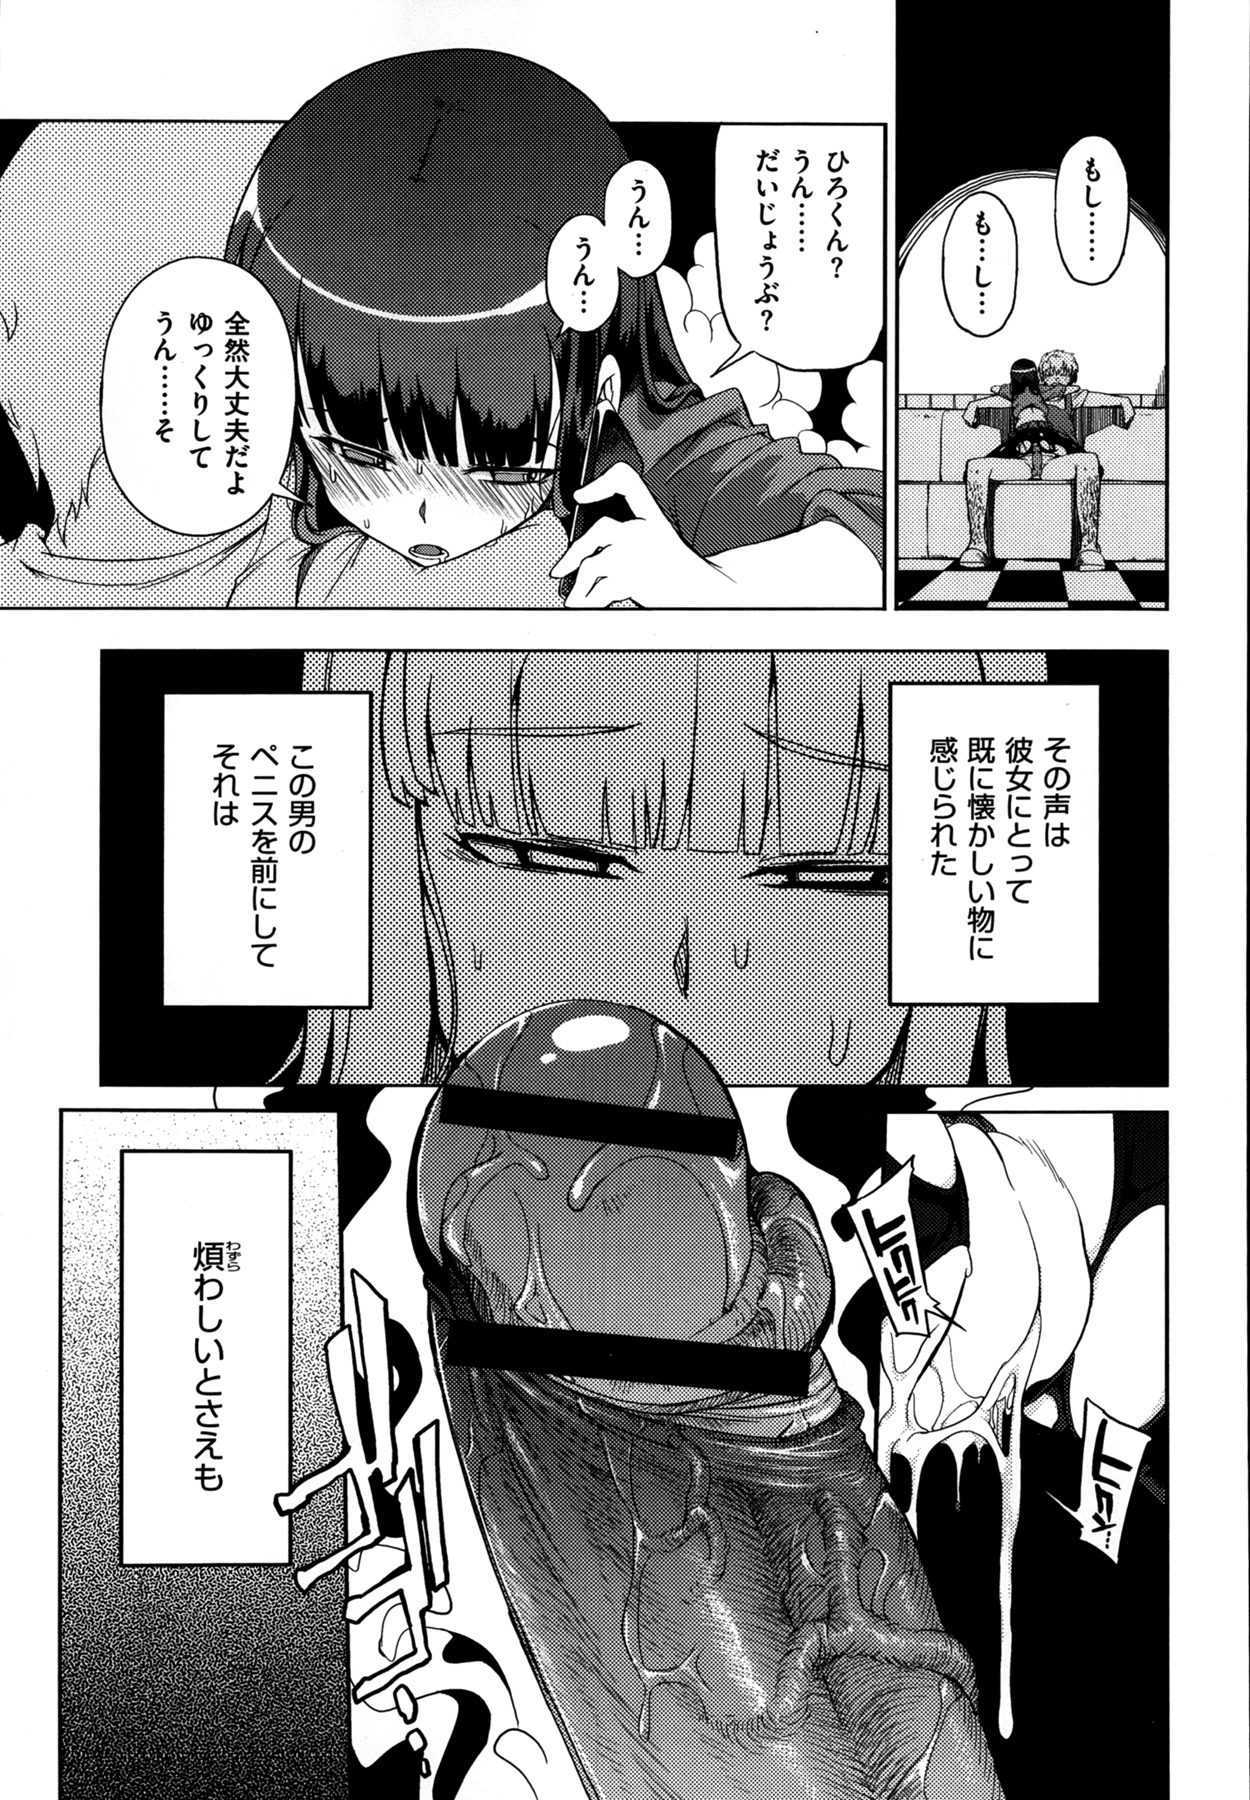 もし……
も…し…
ひろくん?
うん……
だいじょうぶ?
うん…
うん…
全然大丈夫だよ
ゆっくりして
うん……そ
その声は
彼女にとって
既に懐かしい物に
感じられた
この男の
ペニスを前にして
それは
煩わしいとさえも
わずら